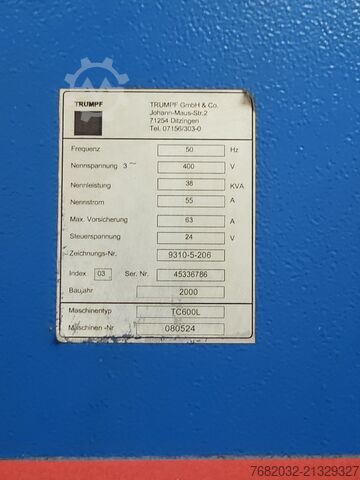 TRUMPF
TRUMPF GmbH & Co.
Johann-Maus-Str.2
71254 Ditzingen
Tel. 07156/303-0
Frequenz 50 Hz
Nennspannung 3 ~ 400 V
Nennleistung 38 KVA
Nennstrom 55 A
Max. Vorsicherung 63 A
Steuerspannung 24 V
Zeichnungs-Nr. 9310-5-206
Index 03 Ser. Nr. 45336786
Baujahr 2000
Maschinentyp TC600L
Maschinen -Nr 080524
7682032-21329327